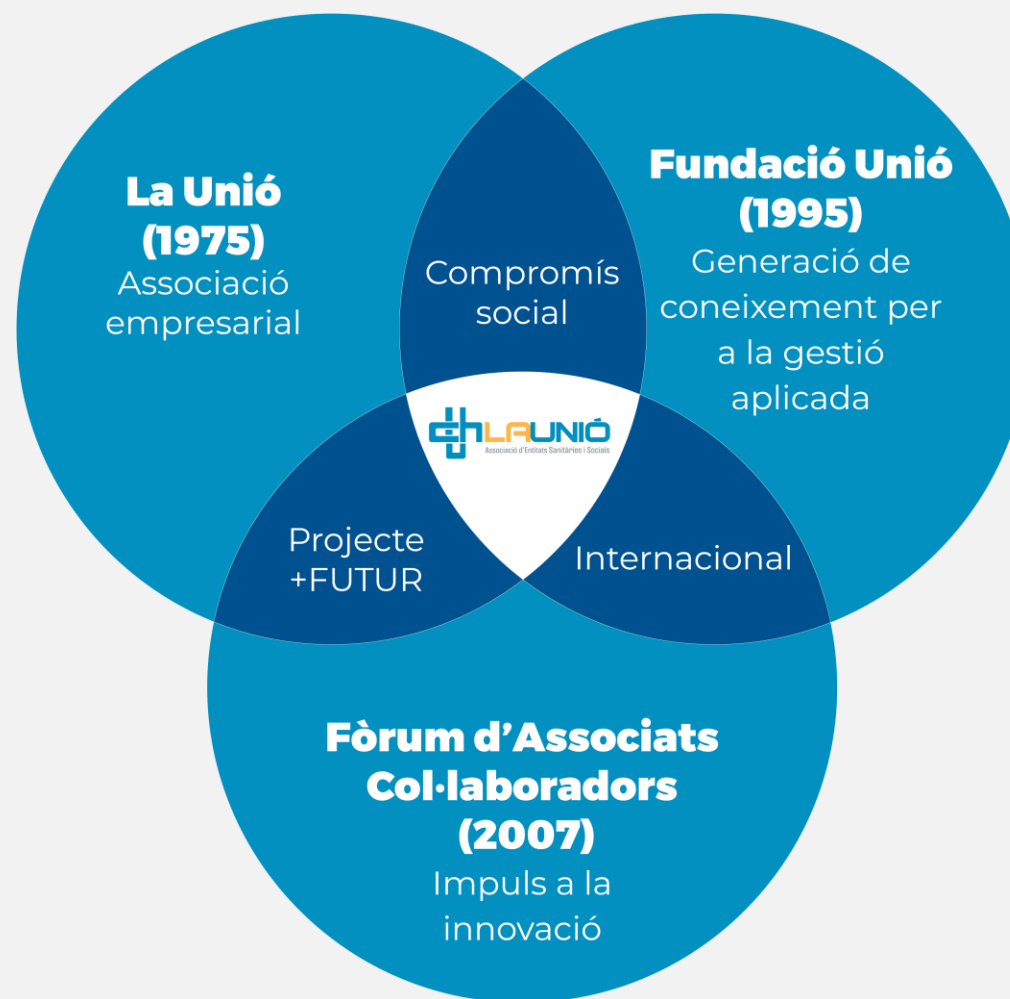 La Unió
(1975)
Associació
empresarial
Fundació Unió
(1995)
Generació de
coneixement per
a la gestió
aplicada
Compromís
social
LAUNIÓ
Associació d'Entitats Sanitàries i Socials
Projecte
+FUTUR
Internacional
Fòrum d’Associats
Col·laboradors
(2007)
Impuls a la
innovació